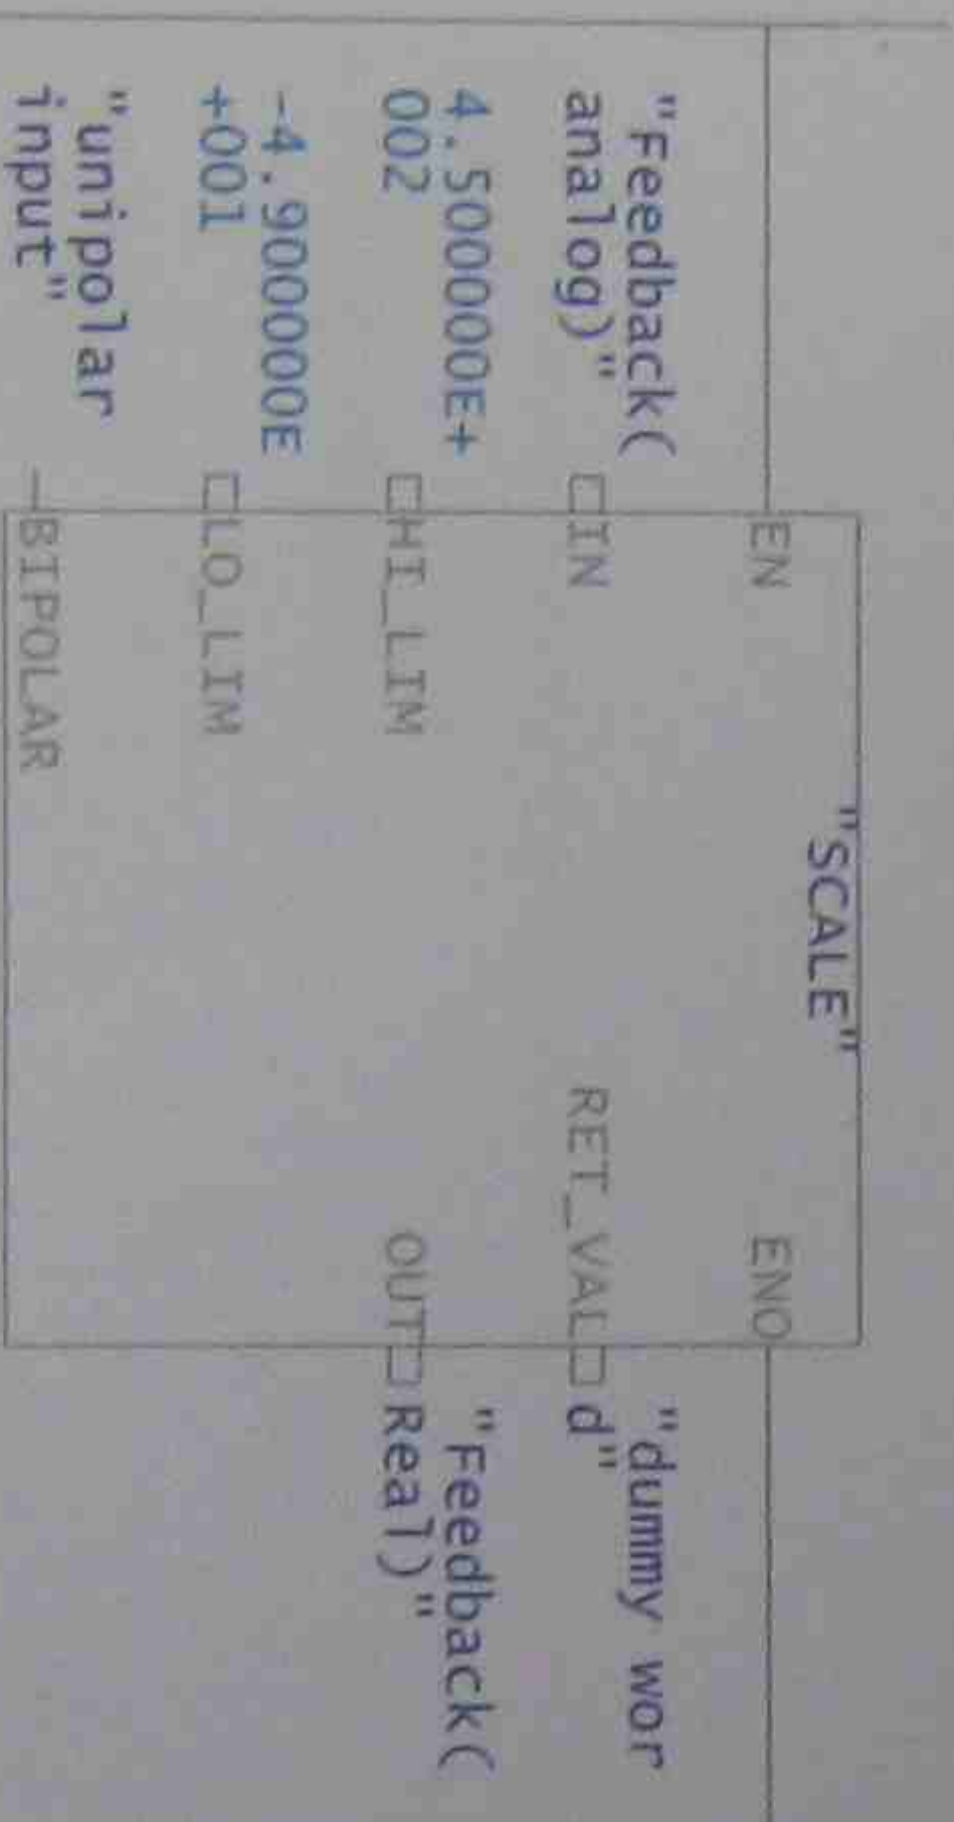 "SCALE"
EN
ENO
"Feedback(
analog)"
IN
RET_VAL
"dummy wor
d"
4.500000E+
002
HI_LIM
OUT
"Feedback(
Real)"
-4.900000E
+001
LO_LIM
"unipolar
input"
BIPOLAR